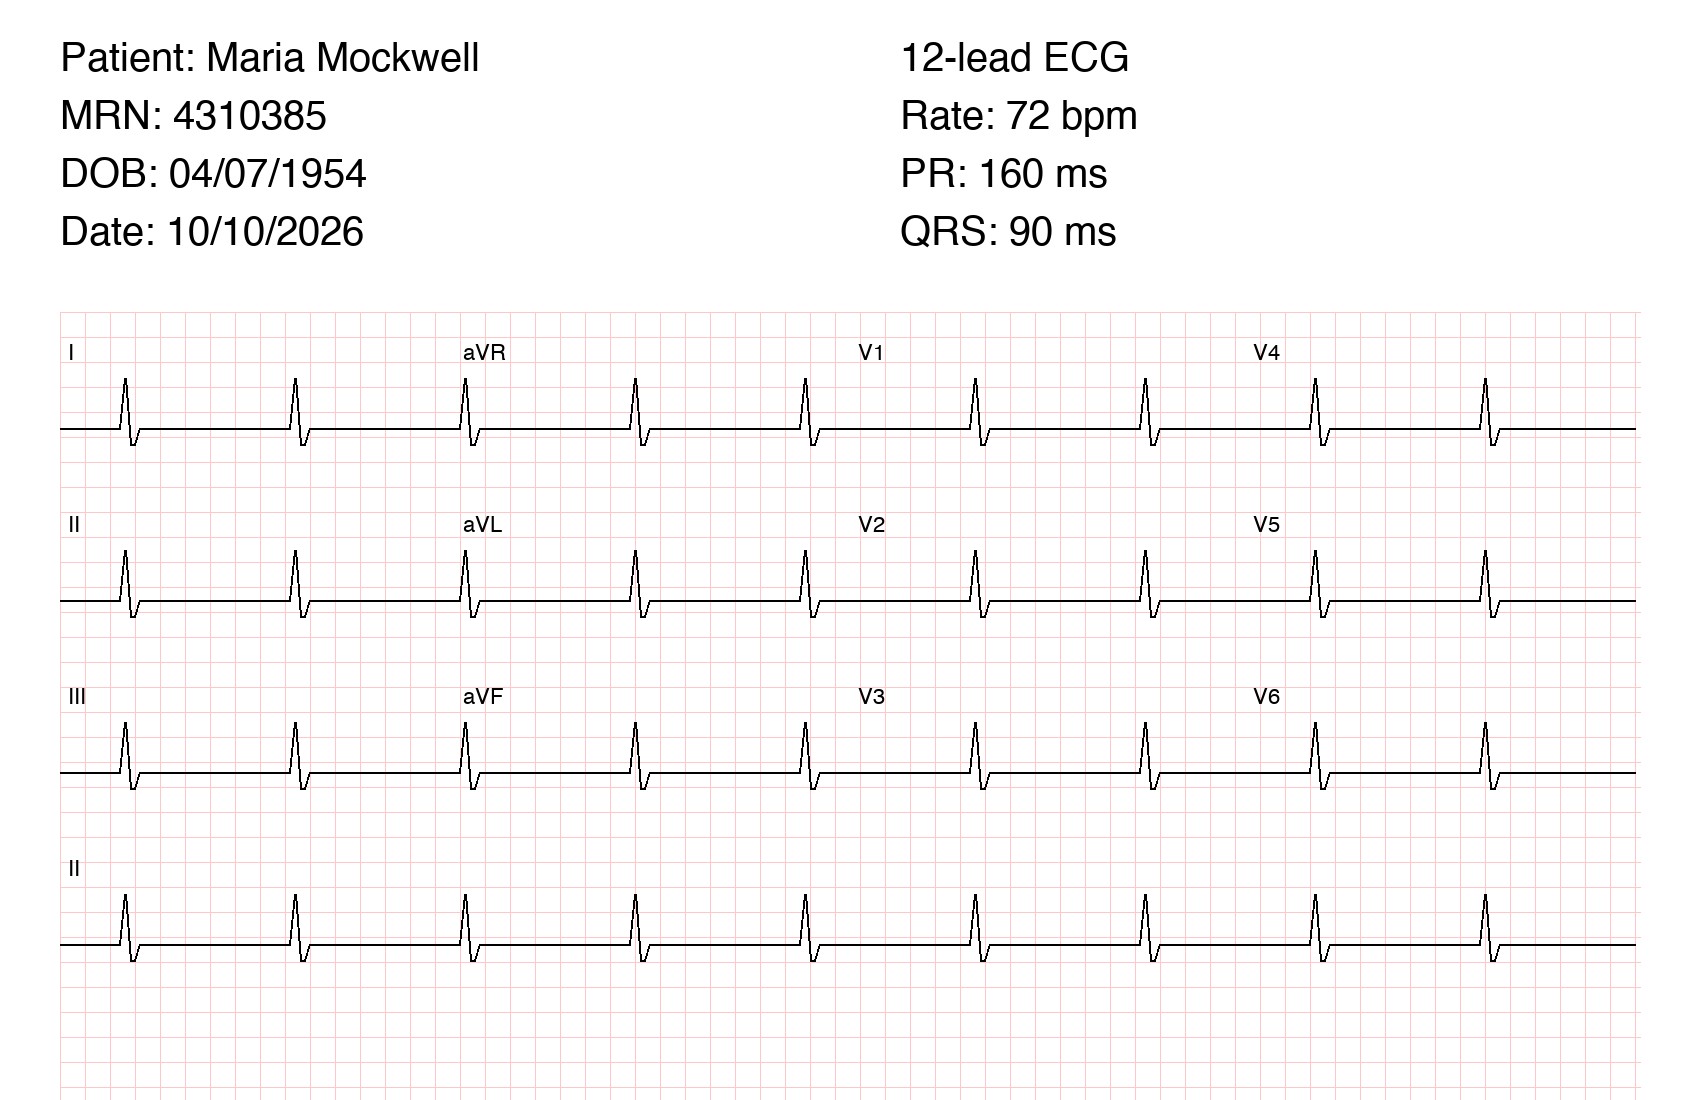 Patient: Maria Mockwell
MRN: 4310385
DOB: 04/07/1954
Date: 10/10/2026
12-lead ECG
Rate: 72 bpm
PR: 160 ms
QRS: 90 ms
I aVR V1 V4
II aVL V2 V5
III aVF V3 V6
II